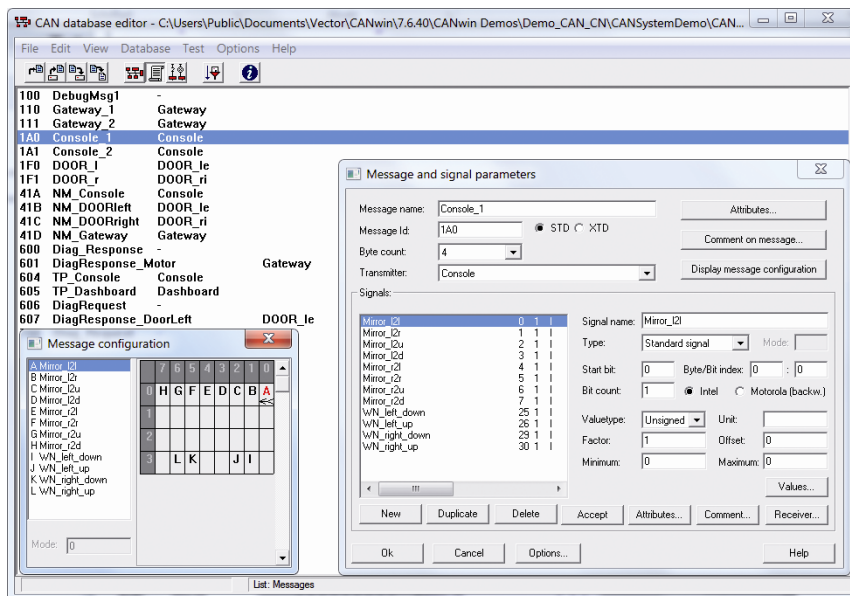 CAN database editor - C:\Users\Public\Documents\Vector\CANwin\7.6.40\CANwin Demos\Demo_CAN_CN\CANSystemDemo\CAN...
File Edit View Database Test Options Help
100 DebugMsg1 -
110 Gateway_1 Gateway
111 Gateway_2 Gateway
1A0 Console_1 Console
1A1 Console_2 Console
1F0 DOOR_l DOOR_le
1F1 DOOR_r DOOR_ri
41A NM_Console Console
41B NM_DOORleft DOOR_le
41C NM_DOORright DOOR_ri
41D NM_Gateway Gateway
600 Diag_Response -
601 DiagResponse_Motor Gateway
604 TP_Console Console
605 TP_Dashboard Dashboard
606 DiagRequest -
607 DiagResponse_DoorLeft DOOR_le
Message configuration
A Mirror_l2l
B Mirror_l2r
C Mirror_l2u
D Mirror_l2d
E Mirror_r2l
F Mirror_r2r
G Mirror_r2u
H Mirror_r2d
I WN_left_down
J WN_left_up
K WN_right_down
L WN_right_up
Mode: 0
7 6 5 4 3 2 1 0
0 H G F E D C B A
<<
1
2
3 L K J I
Message and signal parameters
Message name: Console_1 Attributes...
Message Id: 1A0 STD XTD
Comment on message...
Byte count: 4
Transmitter: Console Display message configuration
Signals:
Mirror_l2l 0 1 I
Mirror_l2r 1 1 I
Mirror_l2u 2 1 I
Mirror_l2d 3 1 I
Mirror_r2l 4 1 I
Mirror_r2r 5 1 I
Mirror_r2u 6 1 I
Mirror_r2d 7 1 I
WN_left_down 25 1 I
WN_left_up 26 1 I
WN_right_down 29 1 I
WN_right_up 30 1 I
Signal name: Mirror_l2l
Type: Standard signal Mode:
Start bit: 0 Byte/Bit index: 0 : 0
Bit count: 1 Intel Motorola (backw.)
Valuetype: Unsigned Unit:
Factor: 1 Offset: 0
Minimum: 0 Maximum: 0
Values...
New Duplicate Delete Accept Attributes... Comment... Receiver...
Ok Cancel Options... Help
List: Messages